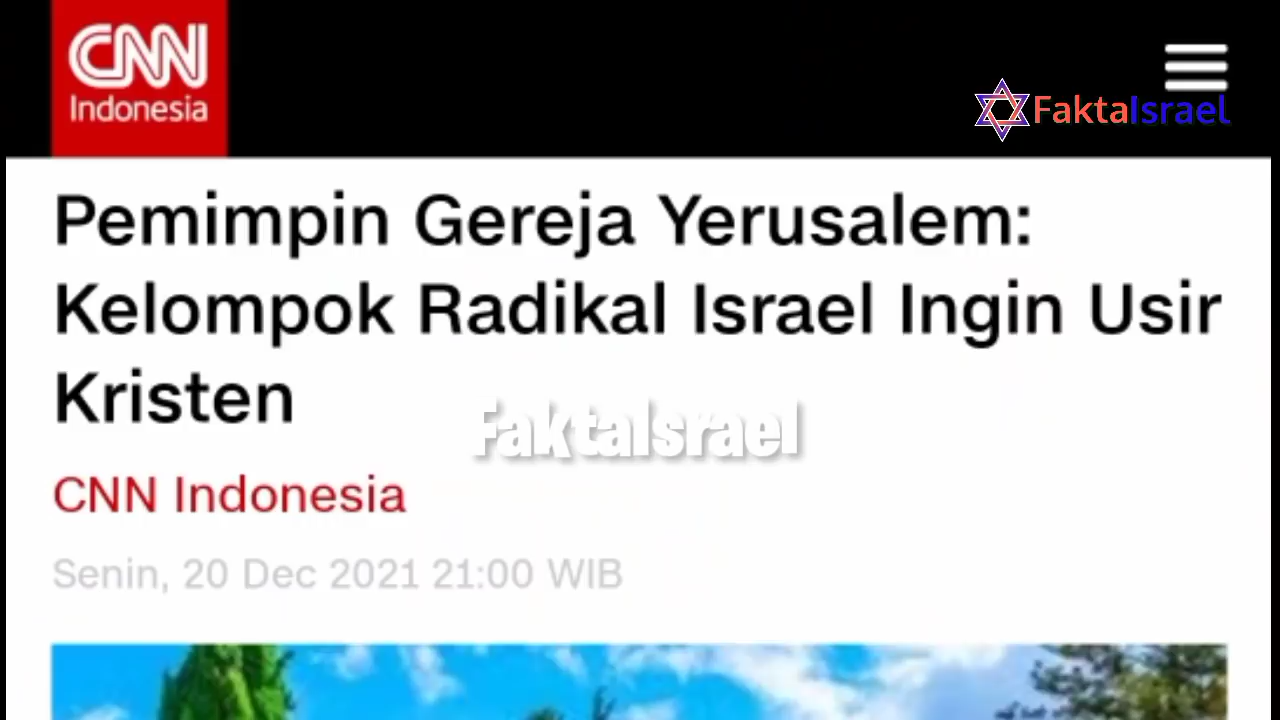 CNN
Indonesia
FaktaIsrael
Pemimpin Gereja Yerusalem:
Kelompok Radikal Israel Ingin Usir
Kristen
FaktaIsrael
CNN Indonesia
Senin, 20 Dec 2021 21:00 WIB